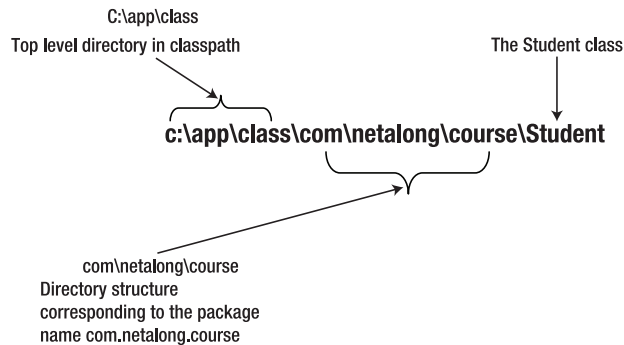 C:\app\class
Top level directory in classpath
The Student class
c:\app\class\com\netalong\course\Student
com\netalong\course
Directory structure
corresponding to the package
name com.netalong.course